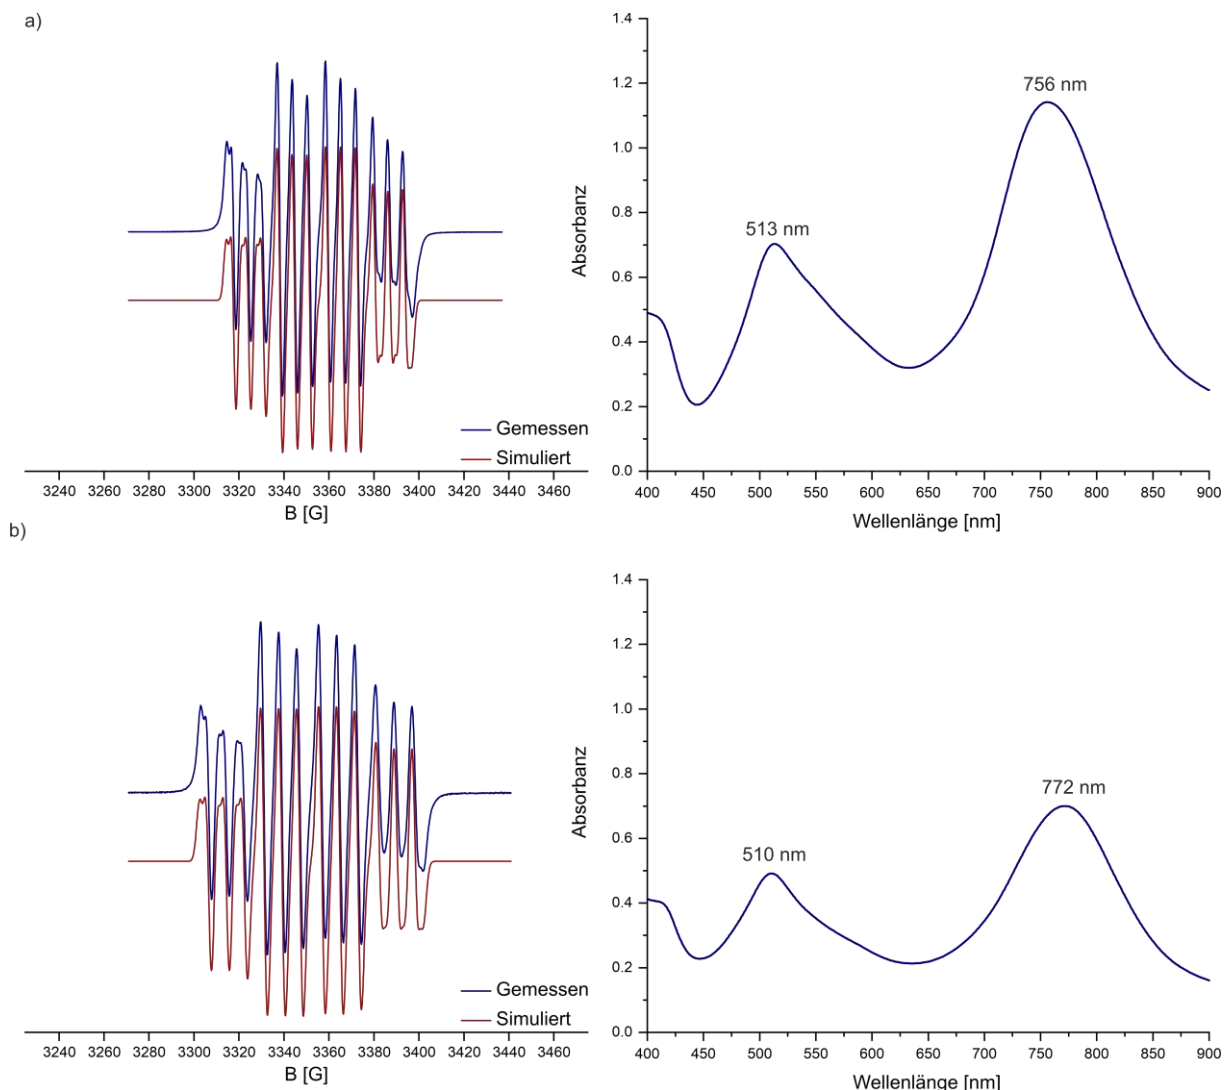 a)
Gemessen
Simuliert
3240 3260 3280 3300 3320 3340 3360 3380 3400 3420 3440 3460
B [G]
1.4
1.2
1.0
0.8
0.6
0.4
0.2
0.0
Absorbanz
513 nm
756 nm
400 450 500 550 600 650 700 750 800 850 900
Wellenlänge [nm]
b)
Gemessen
Simuliert
3240 3260 3280 3300 3320 3340 3360 3380 3400 3420 3440 3460
B [G]
1.4
1.2
1.0
0.8
0.6
0.4
0.2
0.0
Absorbanz
510 nm
772 nm
400 450 500 550 600 650 700 750 800 850 900
Wellenlänge [nm]